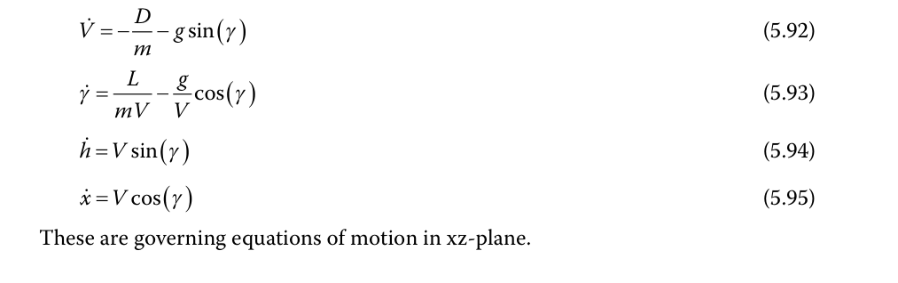 V̇ = −D/m − g sin(γ) (5.92)
γ̇ = L/mV − g/V cos(γ) (5.93)
ḣ = V sin(γ) (5.94)
ẋ = V cos(γ) (5.95)
These are governing equations of motion in xz-plane.